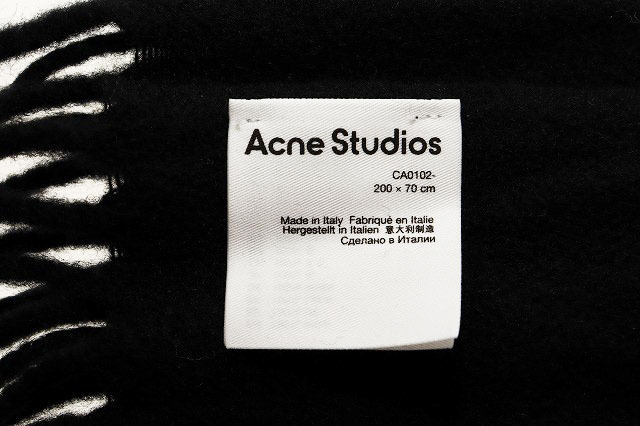 Acne Studios
CA0102-
200 × 70 cm
Made in Italy Fabriqué en Italie
Hergestellt in Italien 意大利制造
Сделано в Италии